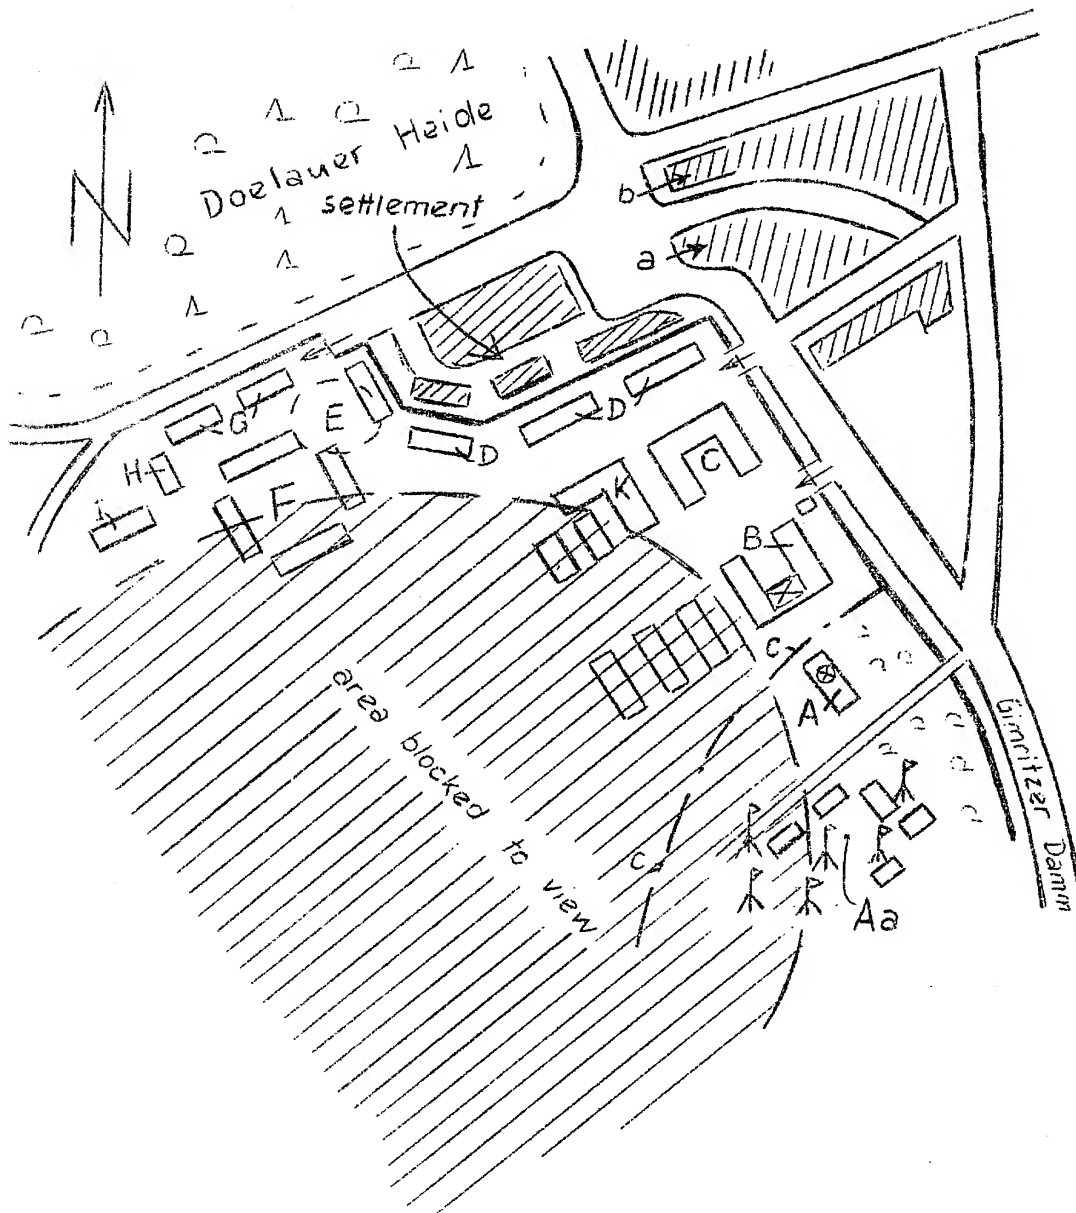 N
Doelauer Heide
settlement
b
a
E
G
D
H
D
F
K
C
B
c
A
area blocked to view
c
Aa
Gimritzer Damm